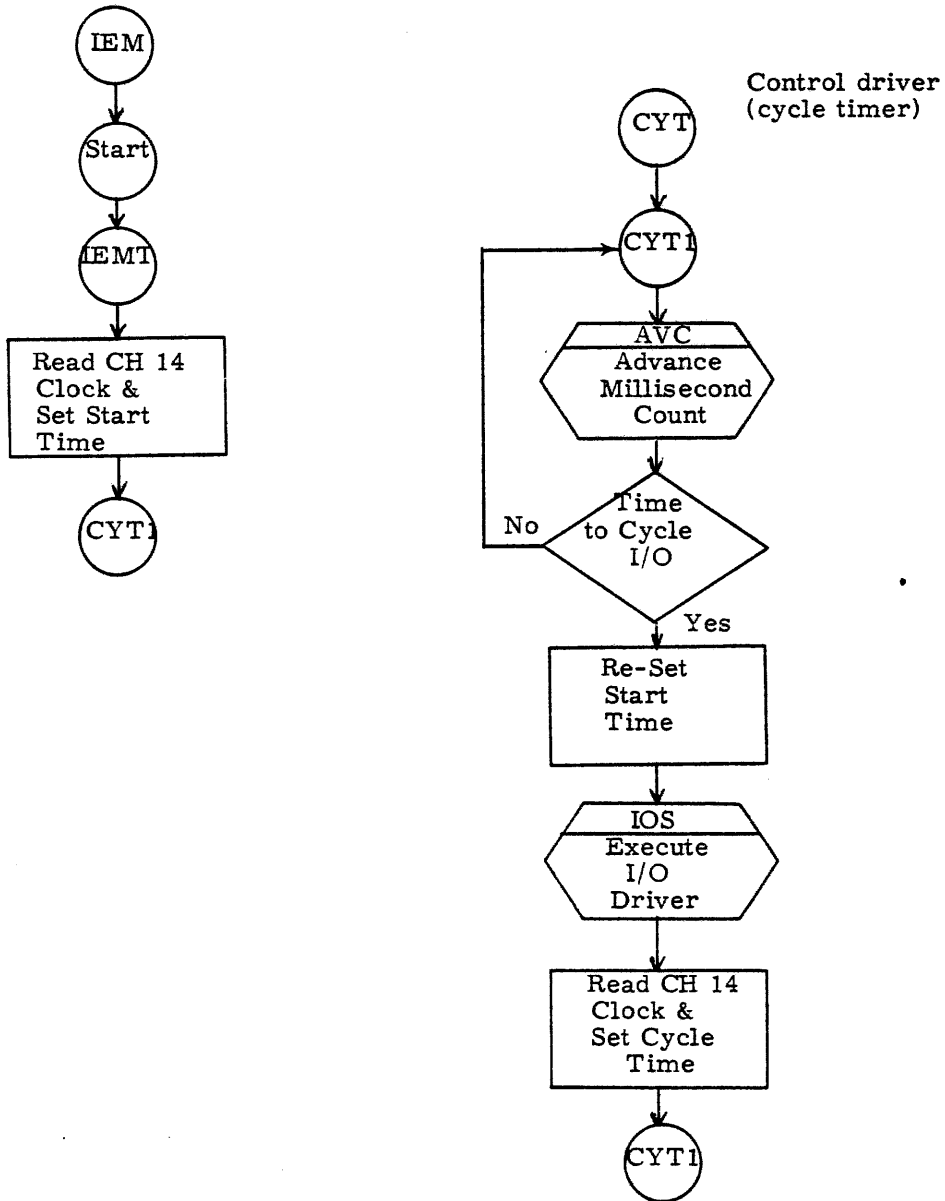 IEM
Start
IEMT
Read CH 14
Clock &
Set Start
Time
CYT1
Control driver
(cycle timer)
CYT
CYT1
AVC
Advance
Millisecond
Count
Time
to Cycle
I/O
No
Yes
Re-Set
Start
Time
IOS
Execute
I/O
Driver
Read CH 14
Clock &
Set Cycle
Time
CYT1